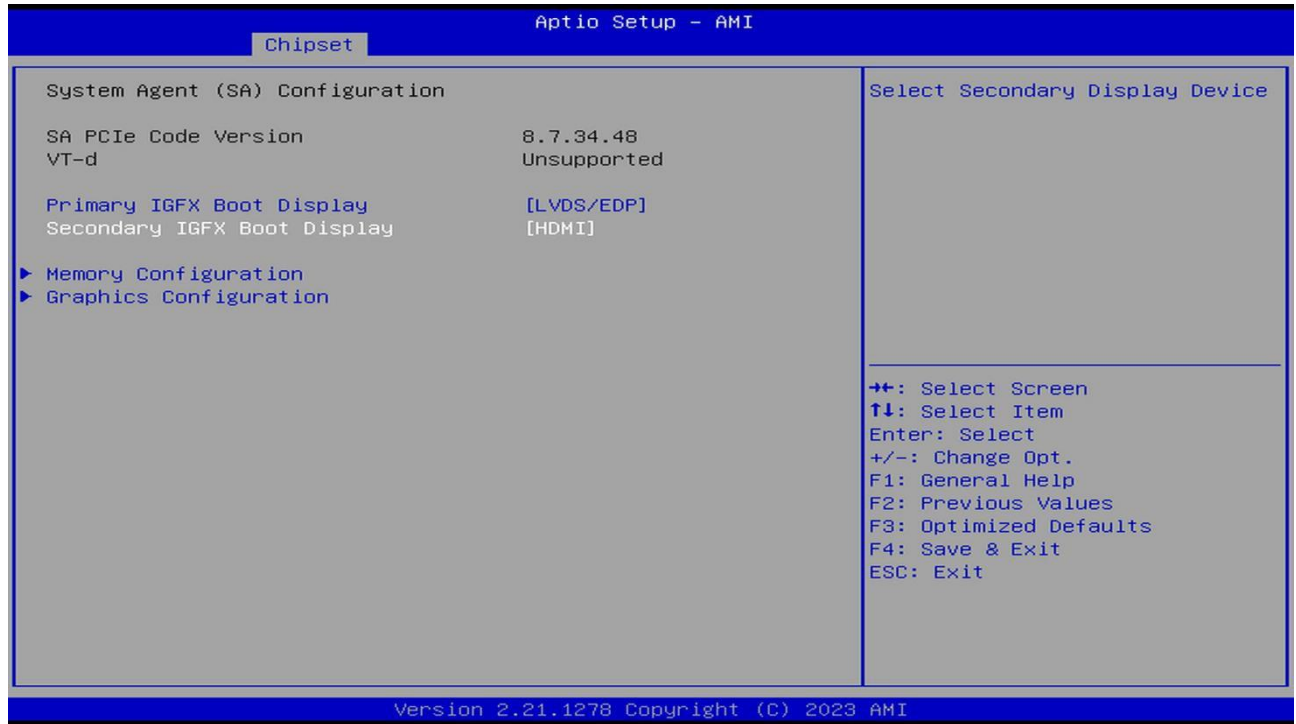 Aptio Setup – AMI
Chipset
System Agent (SA) Configuration
SA PCIe Code Version 8.7.34.48
VT-d Unsupported
Primary IGFX Boot Display [LVDS/EDP]
Secondary IGFX Boot Display [HDMI]
▶ Memory Configuration
▶ Graphics Configuration
Select Secondary Display Device
→←: Select Screen
↑↓: Select Item
Enter: Select
+/-: Change Opt.
F1: General Help
F2: Previous Values
F3: Optimized Defaults
F4: Save & Exit
ESC: Exit
Version 2.21.1278 Copyright (C) 2023 AMI